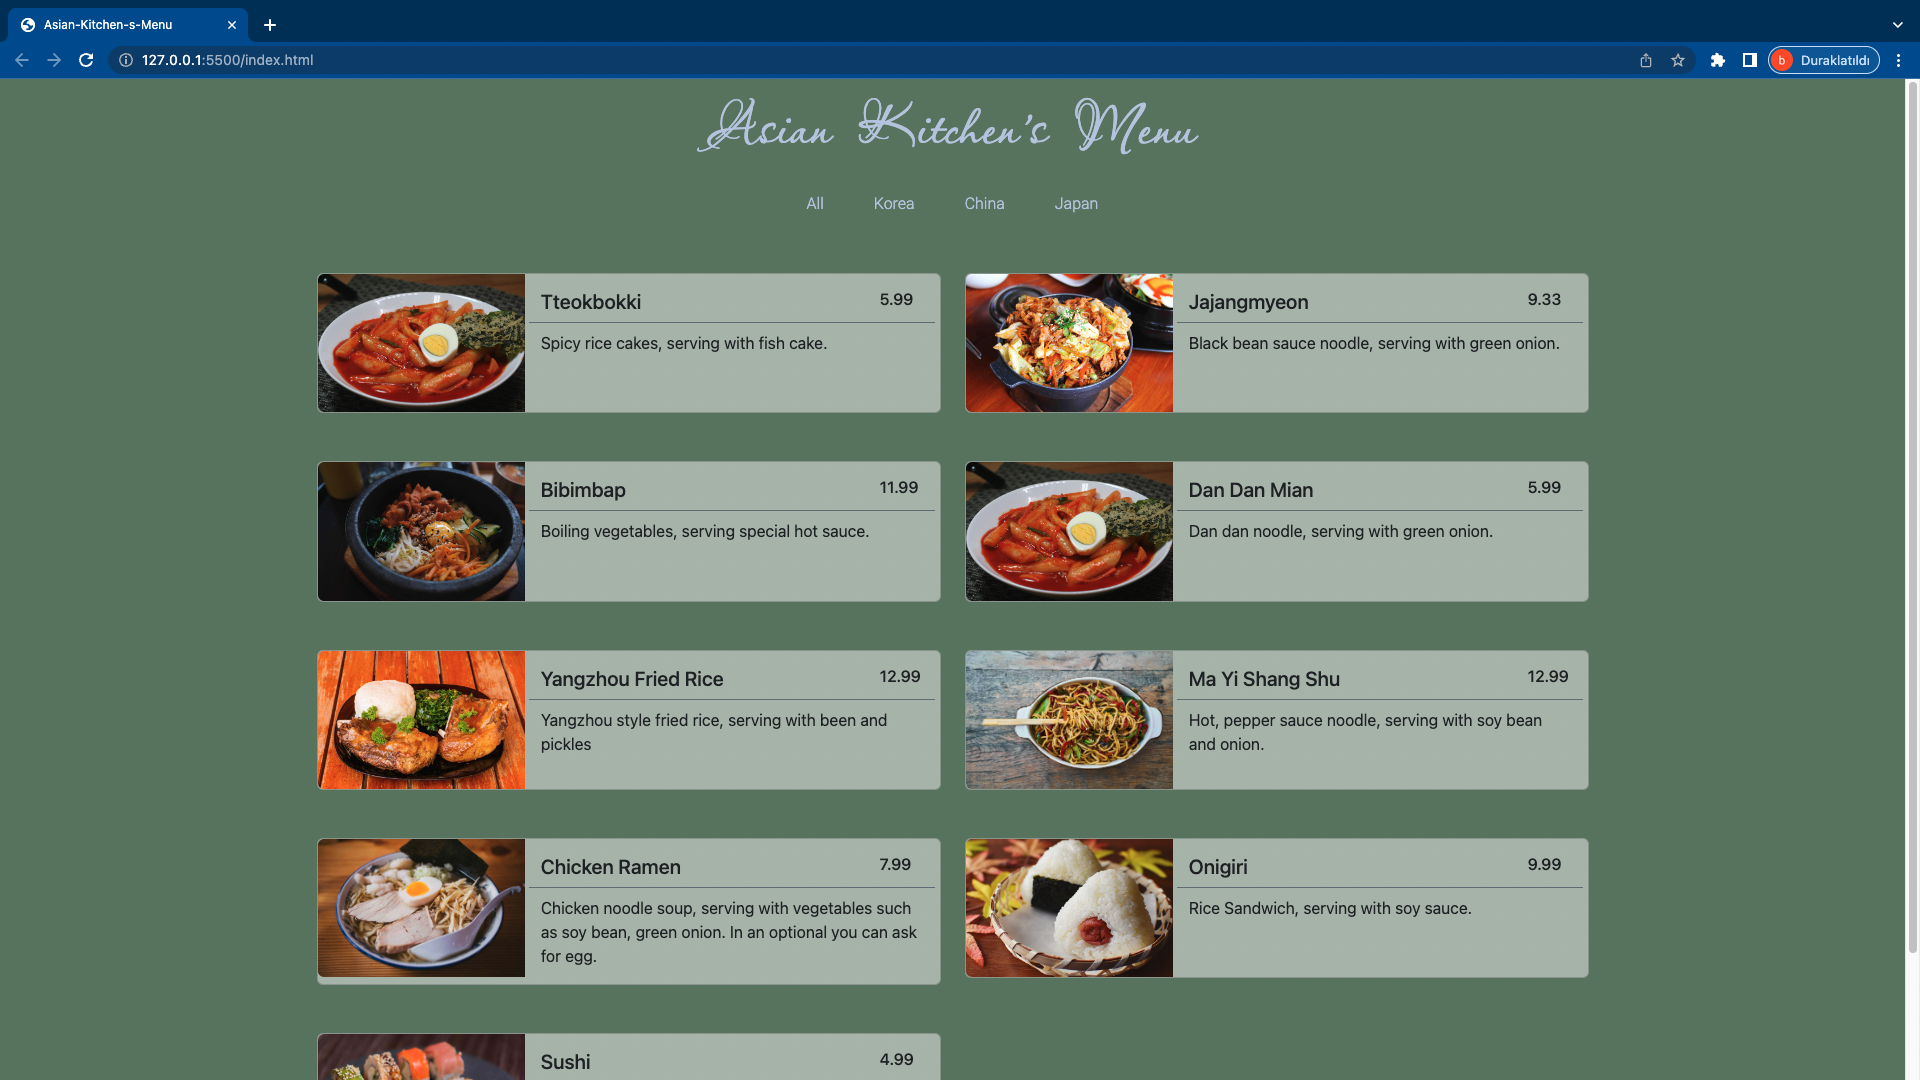 Asian-Kitchen-s-Menu
127.0.0.1:5500/index.html
b
Duraklatıldı
Asian Kitchen's Menu
All
Korea
China
Japan
Tteokbokki
5.99
Spicy rice cakes, serving with fish cake.
Jajangmyeon
9.33
Black bean sauce noodle, serving with green onion.
Bibimbap
11.99
Boiling vegetables, serving special hot sauce.
Dan Dan Mian
5.99
Dan dan noodle, serving with green onion.
Yangzhou Fried Rice
12.99
Yangzhou style fried rice, serving with been and
pickles
Ma Yi Shang Shu
12.99
Hot, pepper sauce noodle, serving with soy bean
and onion.
Chicken Ramen
7.99
Chicken noodle soup, serving with vegetables such
as soy bean, green onion. In an optional you can ask
for egg.
Onigiri
9.99
Rice Sandwich, serving with soy sauce.
Sushi
4.99